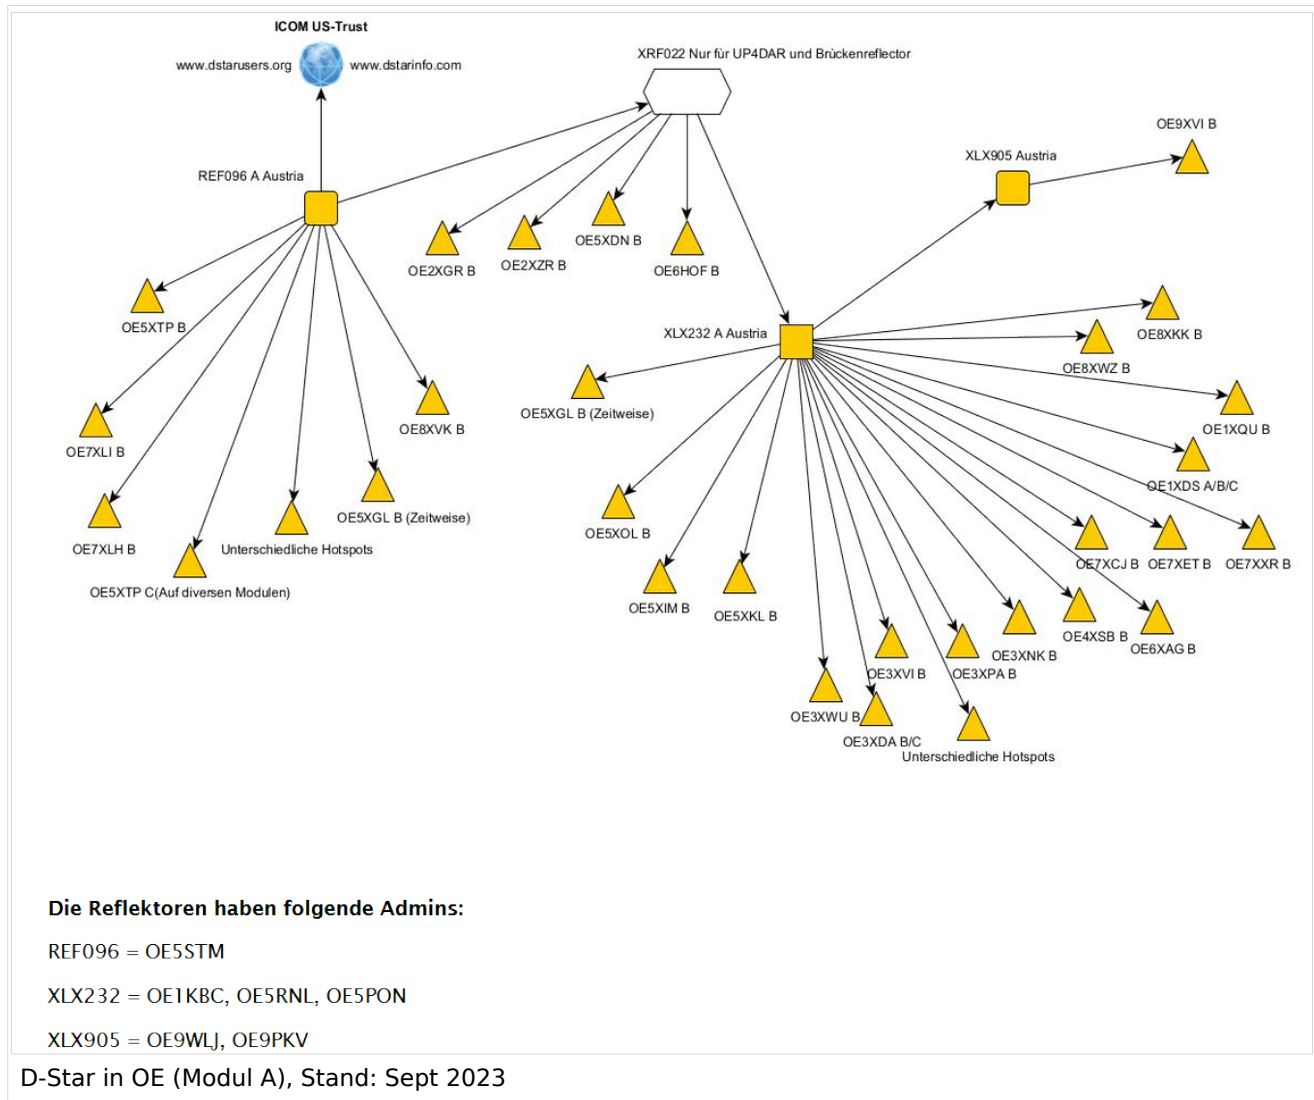 ICOM US-Trust
www.dstarusers.org www.dstarinfo.com
XRF022 Nur für UP4DAR und Brückenreflector
OE9XVI B
XLX905 Austria
REF096 A Austria
OE5XDN B
OE2XZR B
OE2XGR B
OE6HOF B
OE5XTP B
XLX232 A Austria
OE8XKK B
OE8XWZ B
OE5XGL B (Zeitweise)
OE8XVK B
OE1XQU B
OE7XLI B
OE1XDS A/B/C
OE5XGL B (Zeitweise)
OE5XOL B
OE7XLH B
Unterschiedliche Hotspots
OE7XCJ B
OE7XET B
OE7XXR B
OE5XTP C(Auf diversen Modulen)
OE5XIM B
OE5XKL B
OE4XSB B
OE6XAG B
OE3XNK B
OE3XVI B
OE3XPA B
OE3XWU B
OE3XDA B/C
Unterschiedliche Hotspots
Die Reflektoren haben folgende Admins:
REF096 = OE5STM
XLX232 = OE1KBC, OE5RNL, OE5PON
XLX905 = OE9WLJ, OE9PKV
D-Star in OE (Modul A), Stand: Sept 2023